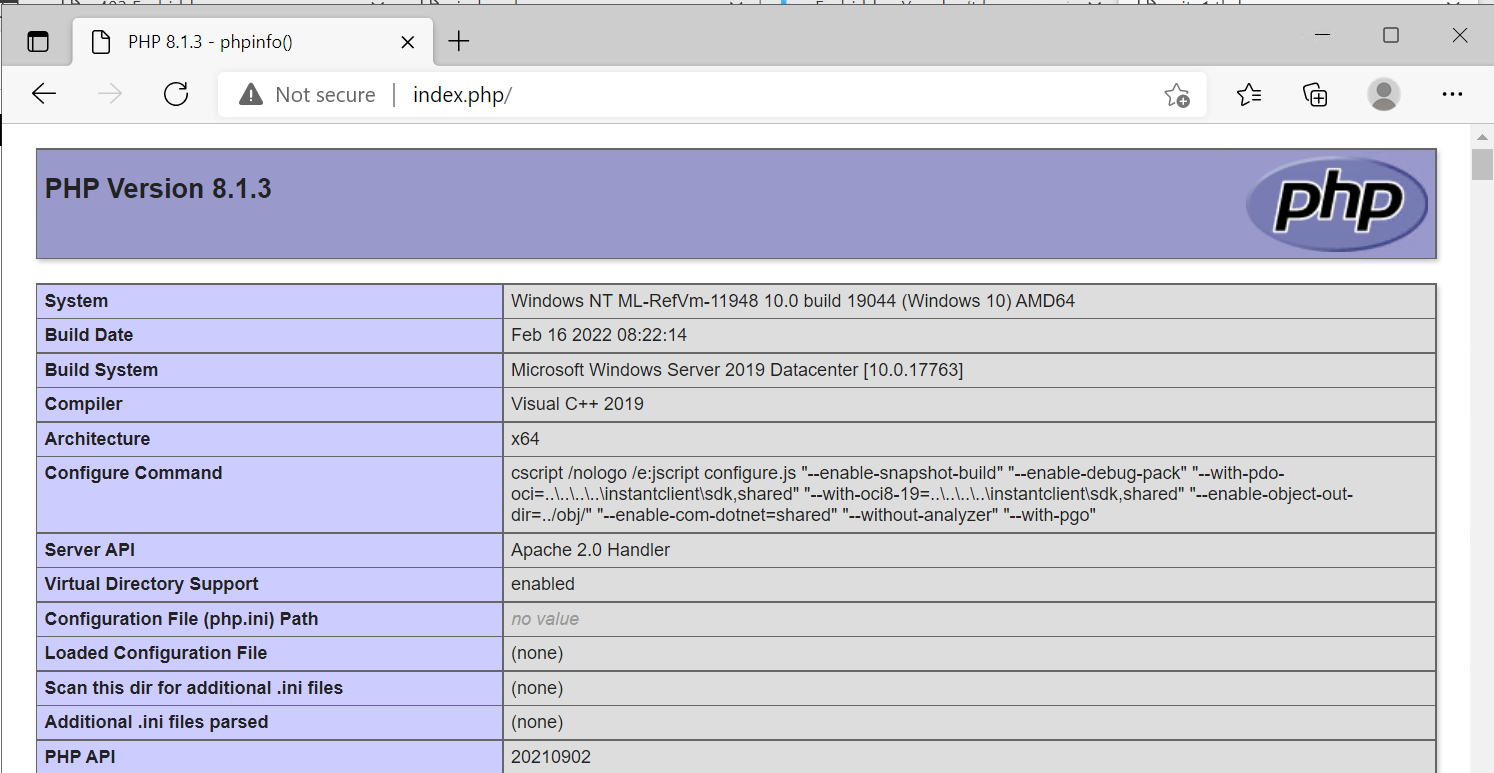 PHP 8.1.3 - phpinfo()
Not secure
index.php/
PHP Version 8.1.3
php
System Windows NT ML-RefVm-11948 10.0 build 19044 (Windows 10) AMD64
Build Date Feb 16 2022 08:22:14
Build System Microsoft Windows Server 2019 Datacenter [10.0.17763]
Compiler Visual C++ 2019
Architecture x64
Configure Command cscript /nologo /e:jscript configure.js "--enable-snapshot-build" "--enable-debug-pack" "--with-pdo-
oci=..\..\..\..\instantclient\sdk,shared" "--with-oci8-19=..\..\..\..\instantclient\sdk,shared" "--enable-object-out-
dir=../obj/" "--enable-com-dotnet=shared" "--without-analyzer" "--with-pgo"
Server API Apache 2.0 Handler
Virtual Directory Support enabled
Configuration File (php.ini) Path no value
Loaded Configuration File (none)
Scan this dir for additional .ini files (none)
Additional .ini files parsed (none)
PHP API 20210902